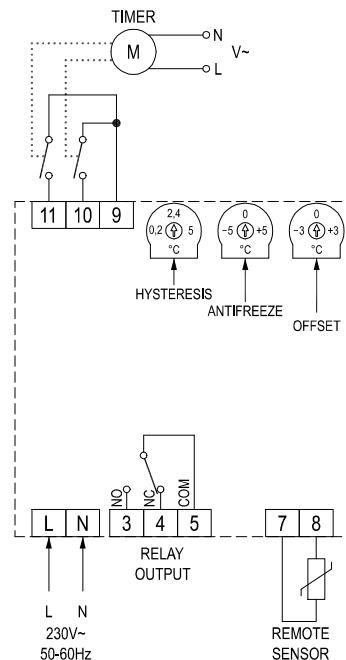 TIMER
M
N
V~
L
11 10 9
2,4
0,2 5
°C
0
-5 +5
°C
0
-3 +3
°C
HYSTERESIS
ANTIFREEZE
OFFSET
NO NC COM
L N 3 4 5 7 8
RELAY
OUTPUT
L N
230V~
50-60Hz
REMOTE
SENSOR